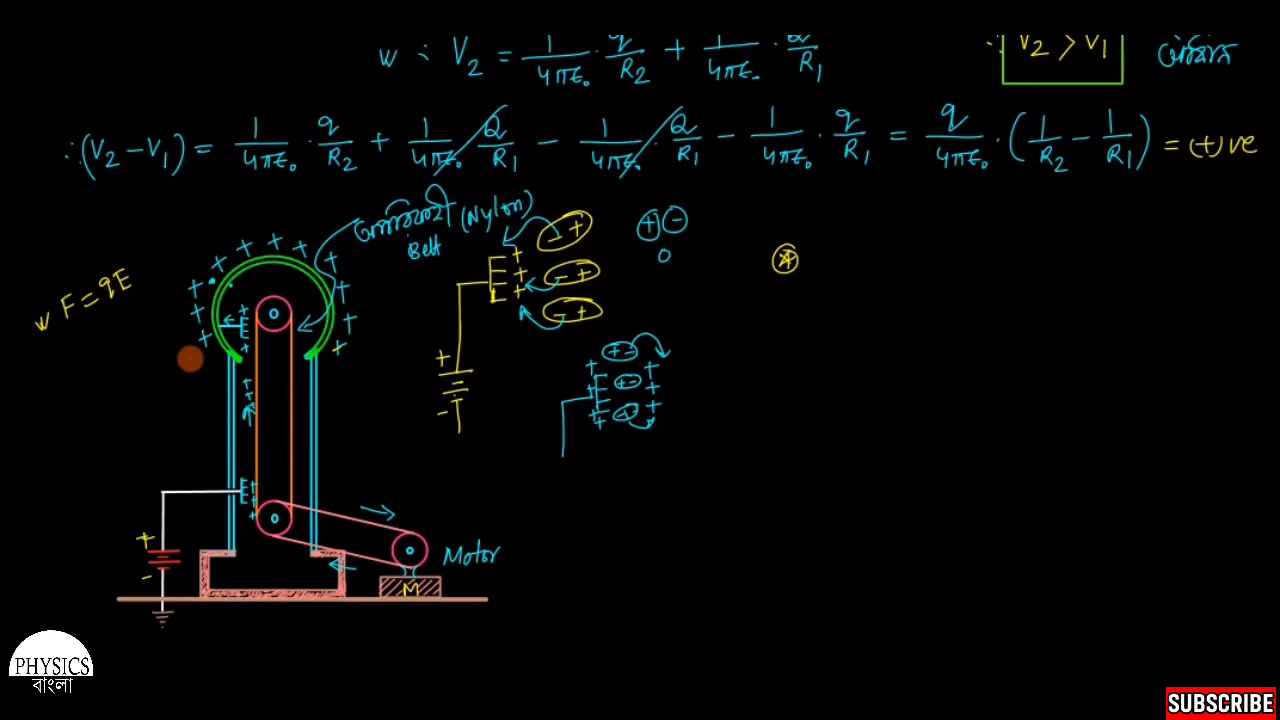 w ∴ V₂ = 1/4πε₀ · q/R₂ + 1/4πε₀ · Q/R₁
∴ V₂ > V₁
∴ (V₂ − V₁) = 1/4πε₀ · q/R₂ + 1/4πε₀ · Q/R₁ − 1/4πε₀ · Q/R₁ − 1/4πε₀ · q/R₁ = q/4πε₀ · (1/R₂ − 1/R₁) = (+)ve
(Nylon)
Belt
w F = qE
Motor
M
PHYSICS
বাংলা
SUBSCRIBE